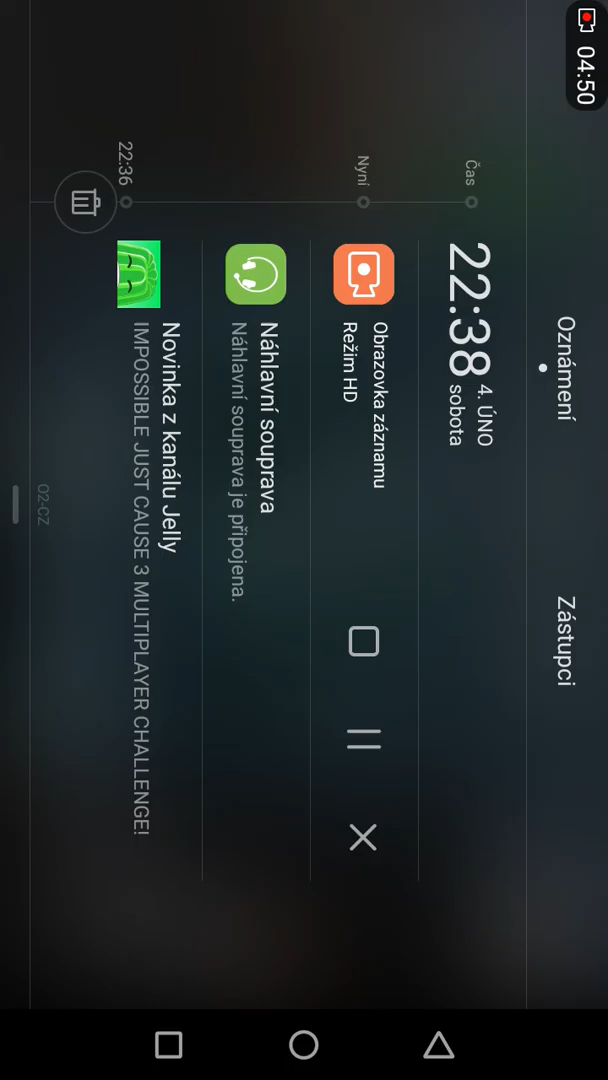 04:50
Oznámení
Zástupci
Čas
22:38
4. ÚNO
sobota
Nyní
Obrazovka záznamu
Režim HD
Náhlavní souprava
Náhlavní souprava je připojena.
22:36
Novinka z kanálu Jelly
IMPOSSIBLE JUST CAUSE 3 MULTIPLAYER CHALLENGE!
O2-CZ